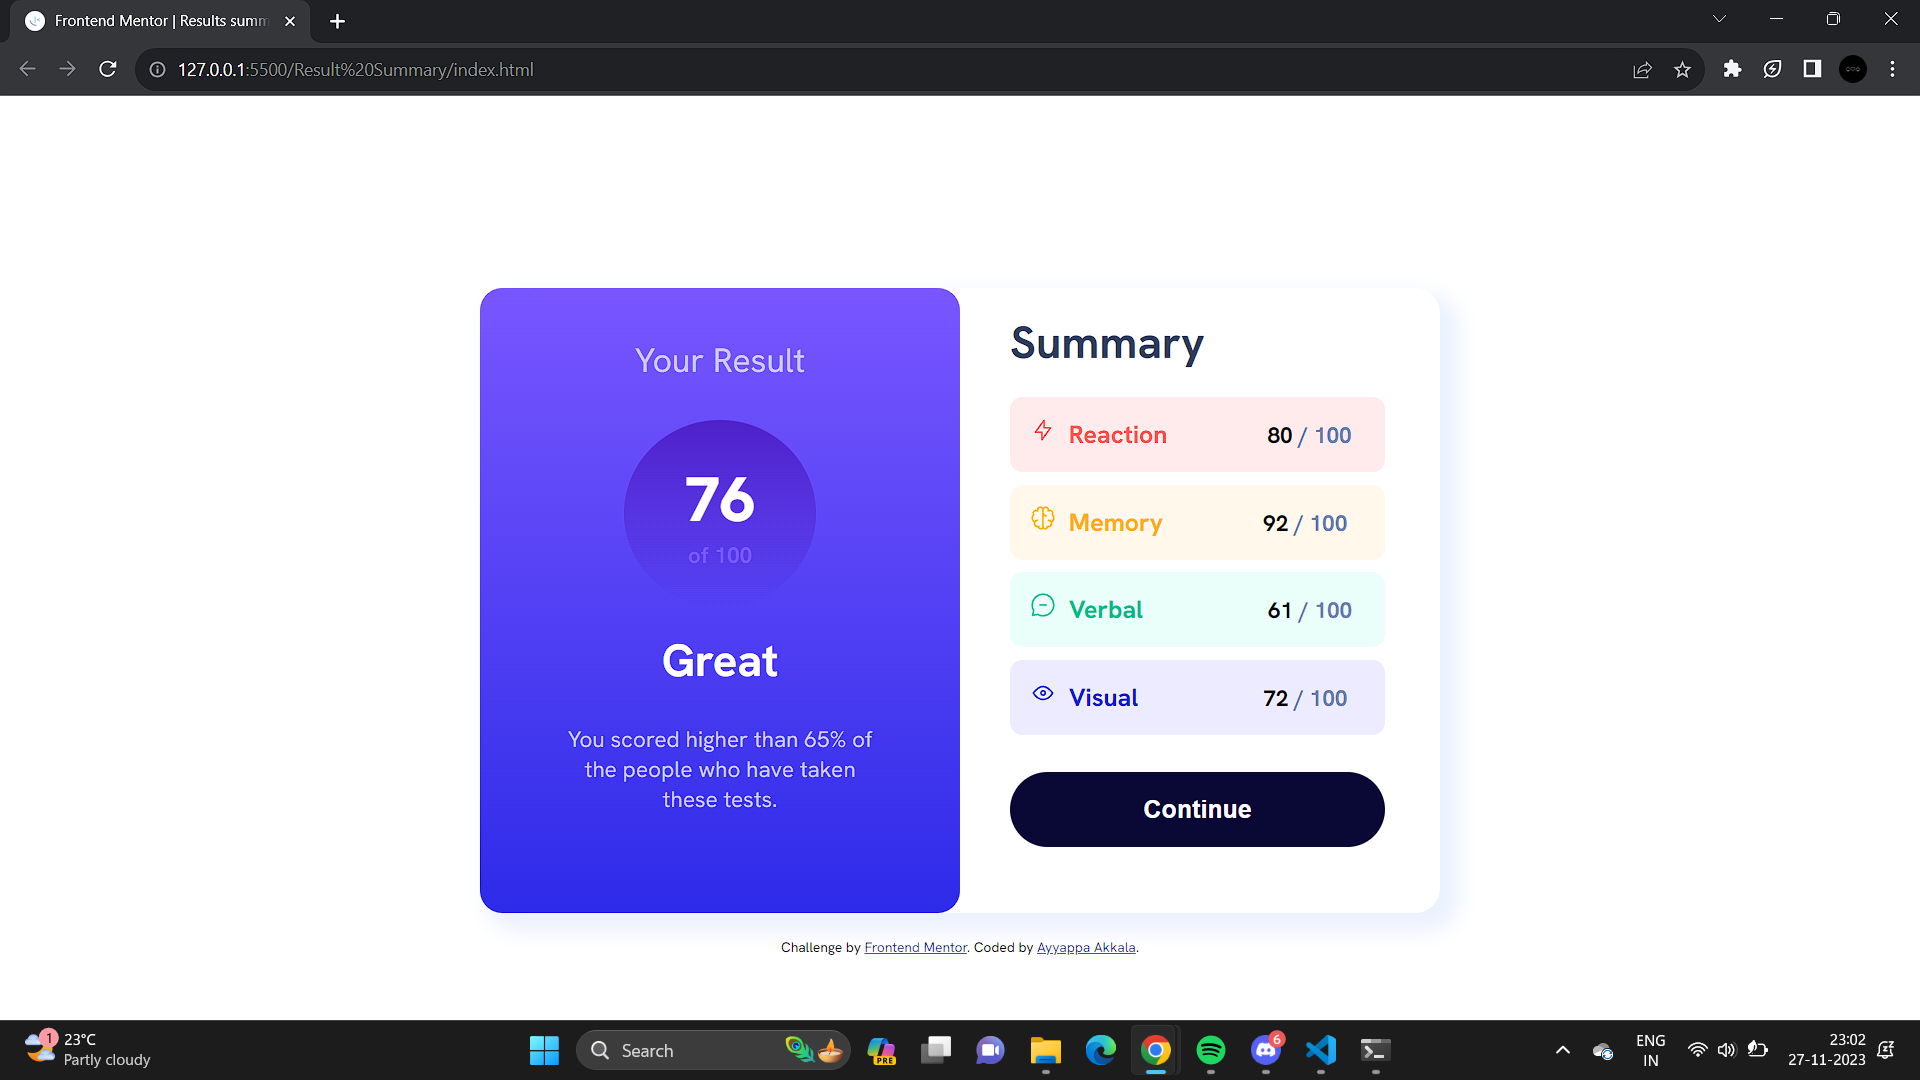 Frontend Mentor | Results summ
127.0.0.1:5500/Result%20Summary/index.html
Your Result
76
of 100
Great
You scored higher than 65% of
the people who have taken
these tests.
Summary
Reaction 80 / 100
Memory 92 / 100
Verbal 61 / 100
Visual 72 / 100
Continue
Challenge by Frontend Mentor. Coded by Ayyappa Akkala.
1
23°C
Partly cloudy
Search
PRE
6
ENG
IN
23:02
27-11-2023